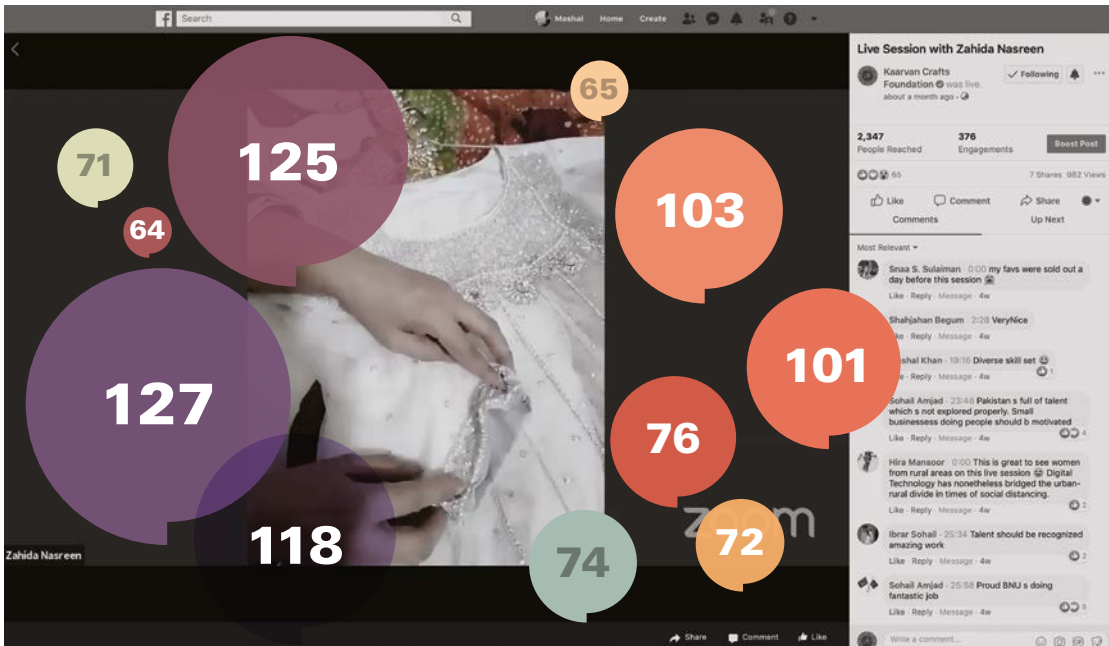 Search
Mashal Home Create
Live Session with Zahida Nasreen
Kaarvan Crafts
Foundation was live.
about a month ago
Following
2,347
People Reached
376
Engagements
Boost Post
65
7 Shares 982 Views
Like Comment Share
Comments Up Next
Most Relevant
Snaa S. Sulaiman · 0:00 my favs were sold out a
day before this session
Like · Reply · Message · 4w
Shahjahan Begum · 2:28 VeryNice
Like · Reply · Message · 4w
Khan · 19:16 Diverse skill set
1
Reply · Message · 4w
Sohail Amjad · 23:46 Pakistan s full of talent
which s not explored properly. Small
businessess doing people should b motivated
Like · Reply · Message · 4w
4
Hira Mansoor · 0:00 This is great to see women
from rural areas on this live session Digital
Technology has nonetheless bridged the urban-
rural divide in times of social distancing.
Like · Reply · Message · 4w
2
Ibrar Sohail · 25:34 Talent should be recognized
amazing work
Like · Reply · Message · 4w
2
Sohail Amjad · 25:58 Proud BNU s doing
fantastic job
Like · Reply · Message · 4w
Write a comment...
65
125
71
103
64
101
127
76
zoom
72
118
74
Zahida Nasreen
Share Comment Like